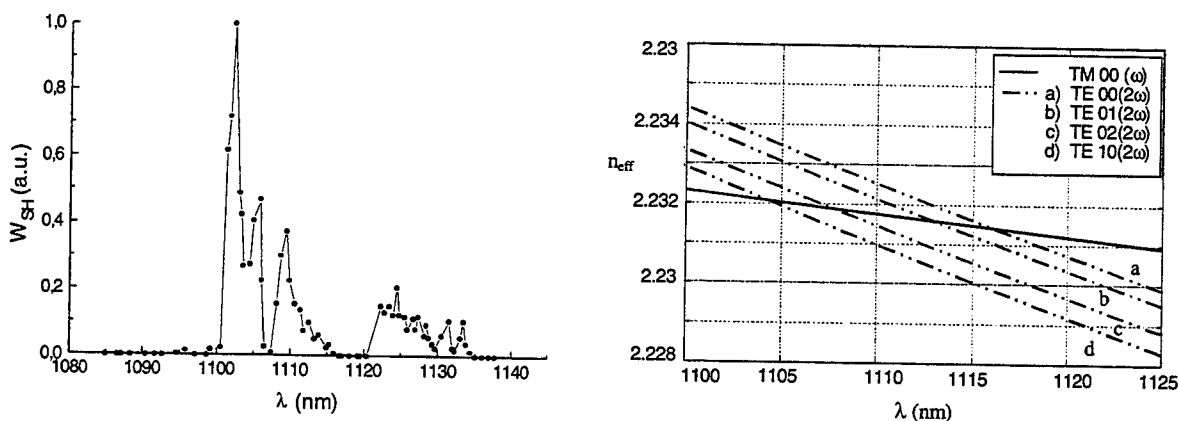 1,0
0,8
0,6
0,4
0,2
0,0
W_SH (a.u.)
1080
1090
1100
1110
1120
1130
1140
λ (nm)
2.23
2.234
2.232
2.23
2.228
n_eff
TM 00 (ω)
a) TE 00(2ω)
b) TE 01(2ω)
c) TE 02(2ω)
d) TE 10(2ω)
a
b
c
d
1100
1105
1110
1115
1120
1125
λ (nm)